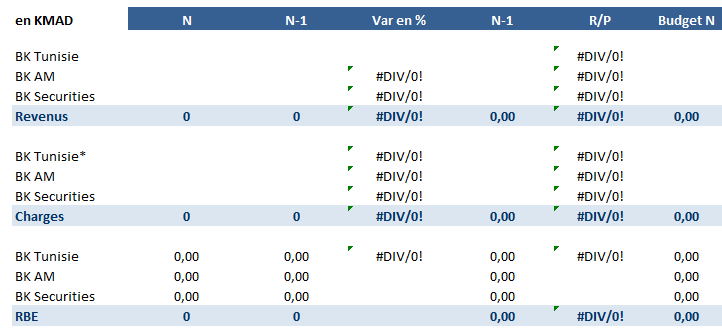 en KMAD N N-1 Var en % N-1 R/P Budget N
BK Tunisie #DIV/0!
BK AM #DIV/0! #DIV/0!
BK Securities #DIV/0! #DIV/0!
Revenus 0 0 #DIV/0! 0,00 #DIV/0! 0,00
BK Tunisie* #DIV/0! #DIV/0!
BK AM #DIV/0! #DIV/0!
BK Securities #DIV/0! #DIV/0!
Charges 0 0 #DIV/0! 0,00 #DIV/0! 0,00
BK Tunisie 0,00 0,00 #DIV/0! 0,00 #DIV/0! 0,00
BK AM 0,00 0,00 0,00 0,00
BK Securities 0,00 0,00 0,00 0,00
RBE 0 0 0,00 #DIV/0! 0,00